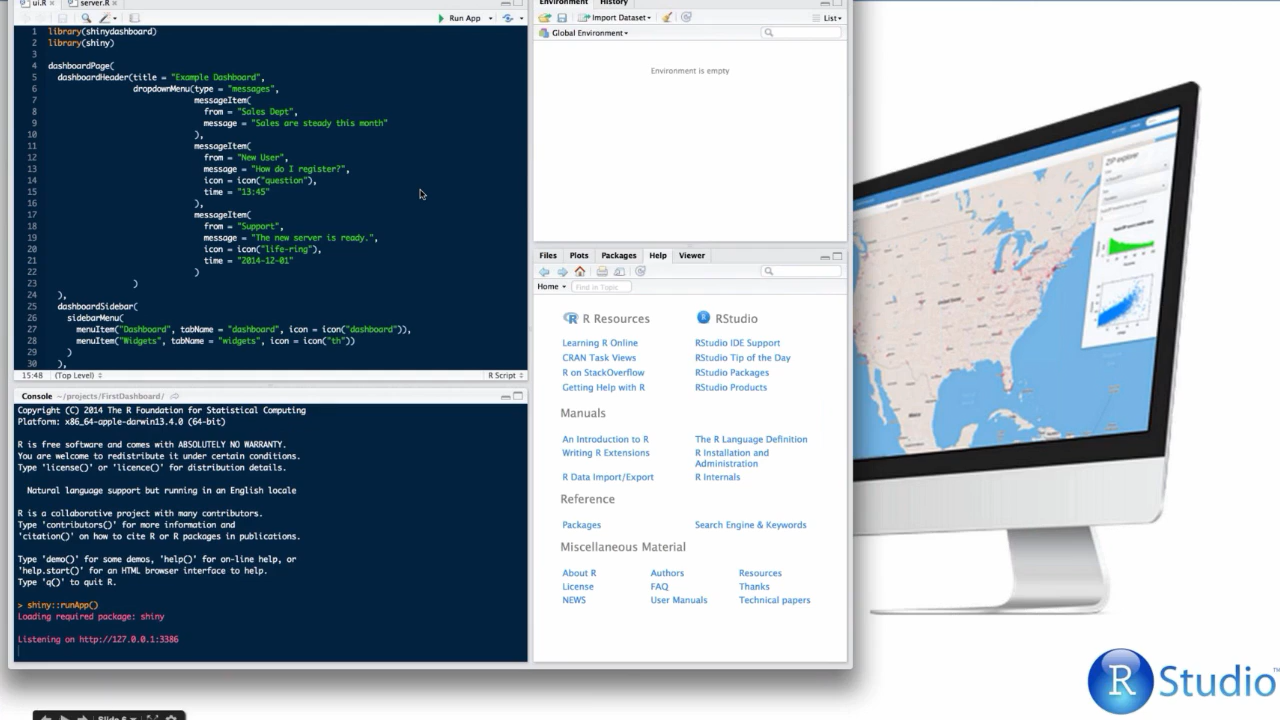 ui.R
server.R
Run App
1 library(shinydashboard)
2 library(shiny)
3
4 dashboardPage(
5 dashboardHeader(title = "Example Dashboard",
6 dropdownMenu(type = "messages",
7 messageItem(
8 from = "Sales Dept",
9 message = "Sales are steady this month"
10 ),
11 messageItem(
12 from = "New User",
13 message = "How do I register?",
14 icon = icon("question"),
15 time = "13:45"
16 ),
17 messageItem(
18 from = "Support",
19 message = "The new server is ready.",
20 icon = icon("life-ring"),
21 time = "2014-12-01"
22 )
23 )
24 ),
25 dashboardSidebar(
26 sidebarMenu(
27 menuItem("Dashboard", tabName = "dashboard", icon = icon("dashboard")),
28 menuItem("Widgets", tabName = "widgets", icon = icon("th"))
29 )
30 ),
15:48 (Top Level) R Script
Console ~/projects/FirstDashboard/
Copyright (C) 2014 The R Foundation for Statistical Computing
Platform: x86_64-apple-darwin13.4.0 (64-bit)
R is free software and comes with ABSOLUTELY NO WARRANTY.
You are welcome to redistribute it under certain conditions.
Type 'license()' or 'licence()' for distribution details.
Natural language support but running in an English locale
R is a collaborative project with many contributors.
Type 'contributors()' for more information and
'citation()' on how to cite R or R packages in publications.
Type 'demo()' for some demos, 'help()' for on-line help, or
'help.start()' for an HTML browser interface to help.
Type 'q()' to quit R.
> shiny::runApp()
Loading required package: shiny
Listening on http://127.0.0.1:3386
Environment History
Import Dataset List
Global Environment
Environment is empty
Files Plots Packages Help Viewer
Home Find in Topic
R Resources
Learning R Online
CRAN Task Views
R on StackOverflow
Getting Help with R
RStudio
RStudio IDE Support
RStudio Tip of the Day
RStudio Packages
RStudio Products
Manuals
An Introduction to R The R Language Definition
Writing R Extensions R Installation and
Administration
R Data Import/Export R Internals
Reference
Packages Search Engine & Keywords
Miscellaneous Material
About R Authors Resources
License FAQ Thanks
NEWS User Manuals Technical papers
ZIP explorer
R Studio™
Slide 6